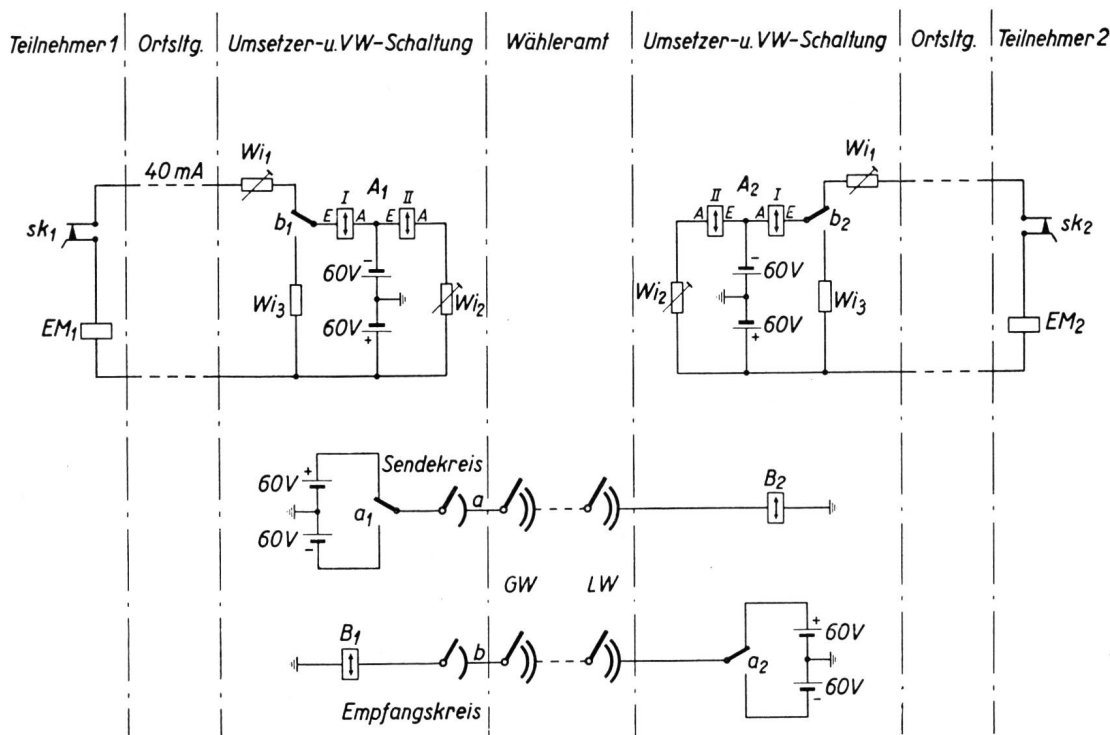 Teilnehmer 1 Ortsltg. Umsetzer-u. VW-Schaltung Wähleramt Umsetzer-u. VW-Schaltung Ortsltg. Teilnehmer 2
40 mA Wi₁ A₁ A₂ Wi₁
I II II I
sk₁ b₁ E A E A A E A E b₂ sk₂
− 60V − 60V
Wi₃ Wi₂ Wi₂ Wi₃
EM₁ 60V + 60V + EM₂
Sendekreis
60V + a₁ a B₂
60V −
GW LW
B₁ b a₂ + 60V
− 60V
Empfangskreis